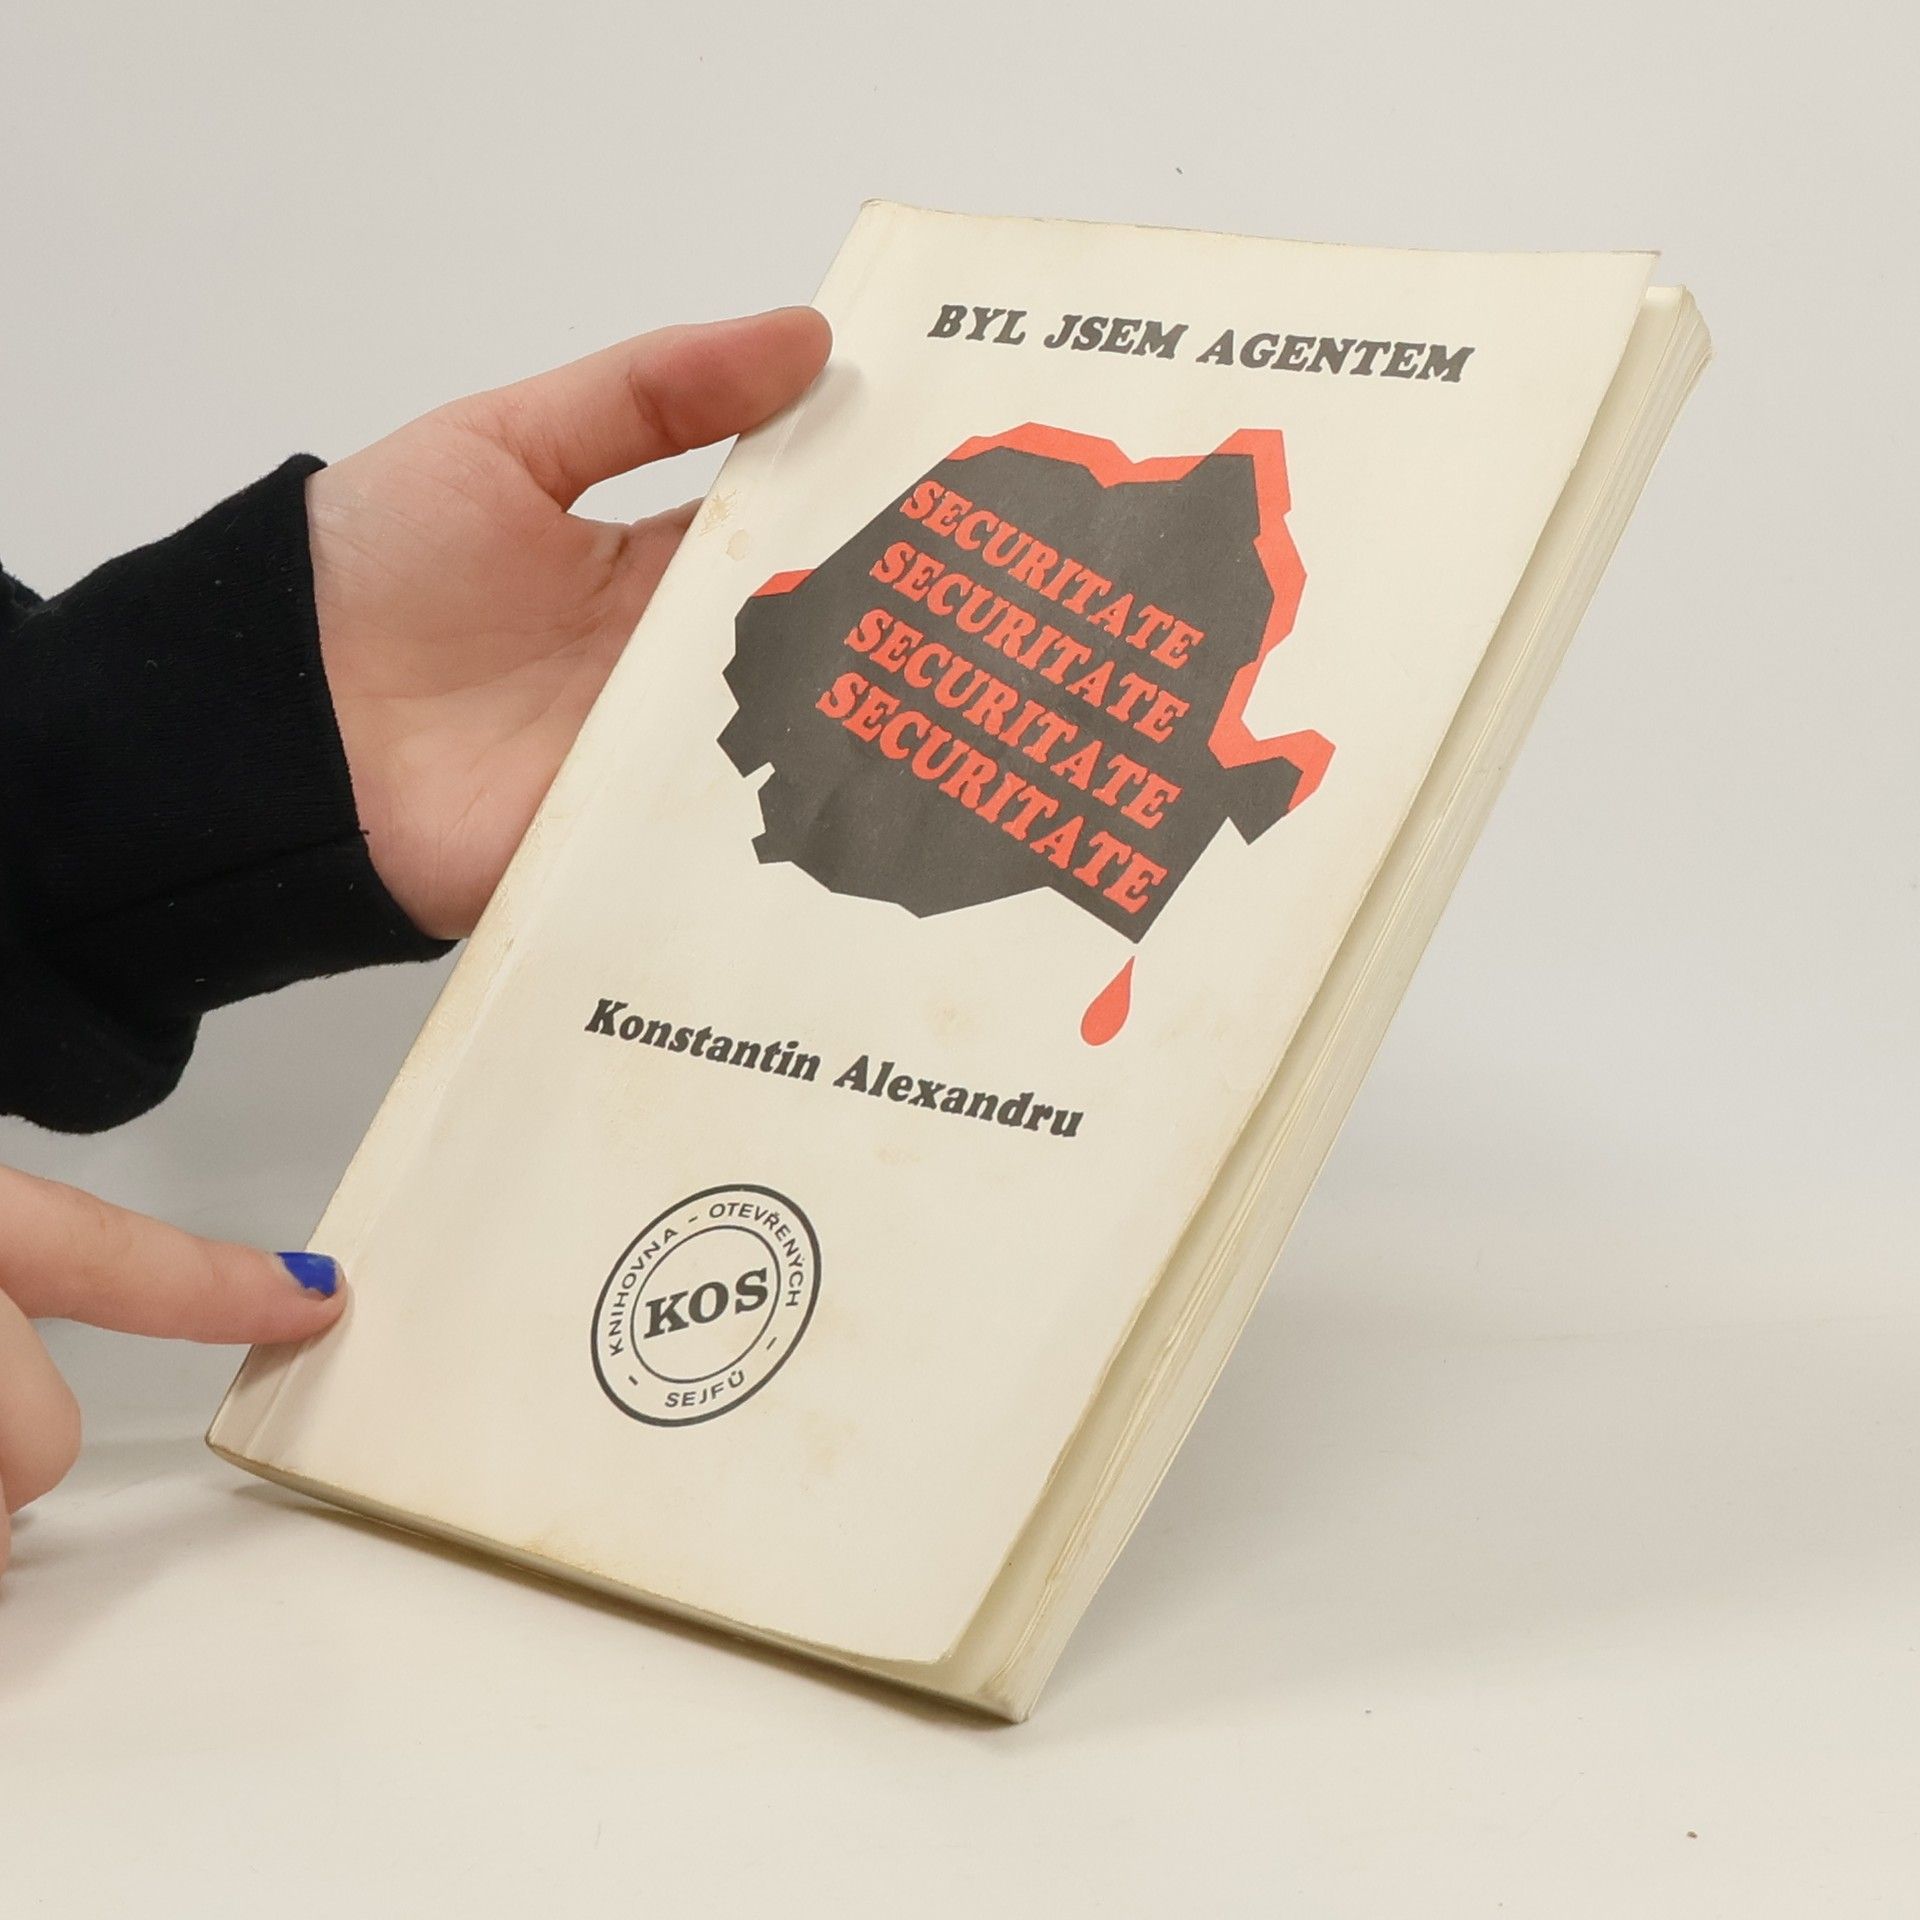 BYL JSEM AGENTEM
SECURITATE
SECURITATE
SECURITATE
SECURITATE
Konstantin Alexandru
KNIHOVNA - OTEVŘENÝCH - SEJFŮ -
KOS